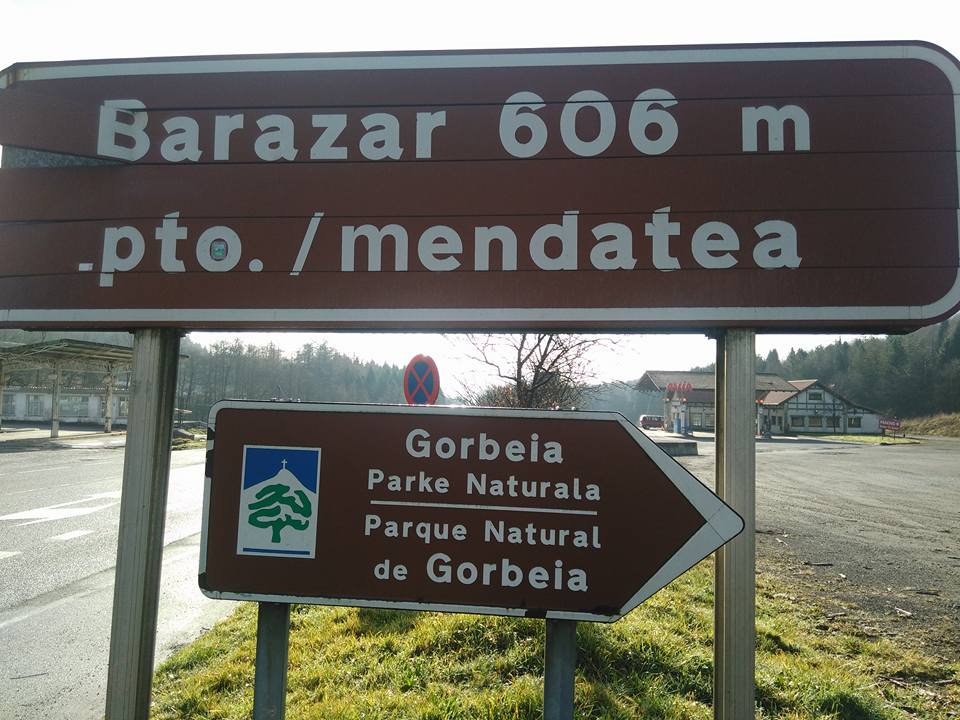 Barazar 606 m
.pto. /mendatea
Gorbeia
Parke Naturala
Parque Natural
de Gorbeia